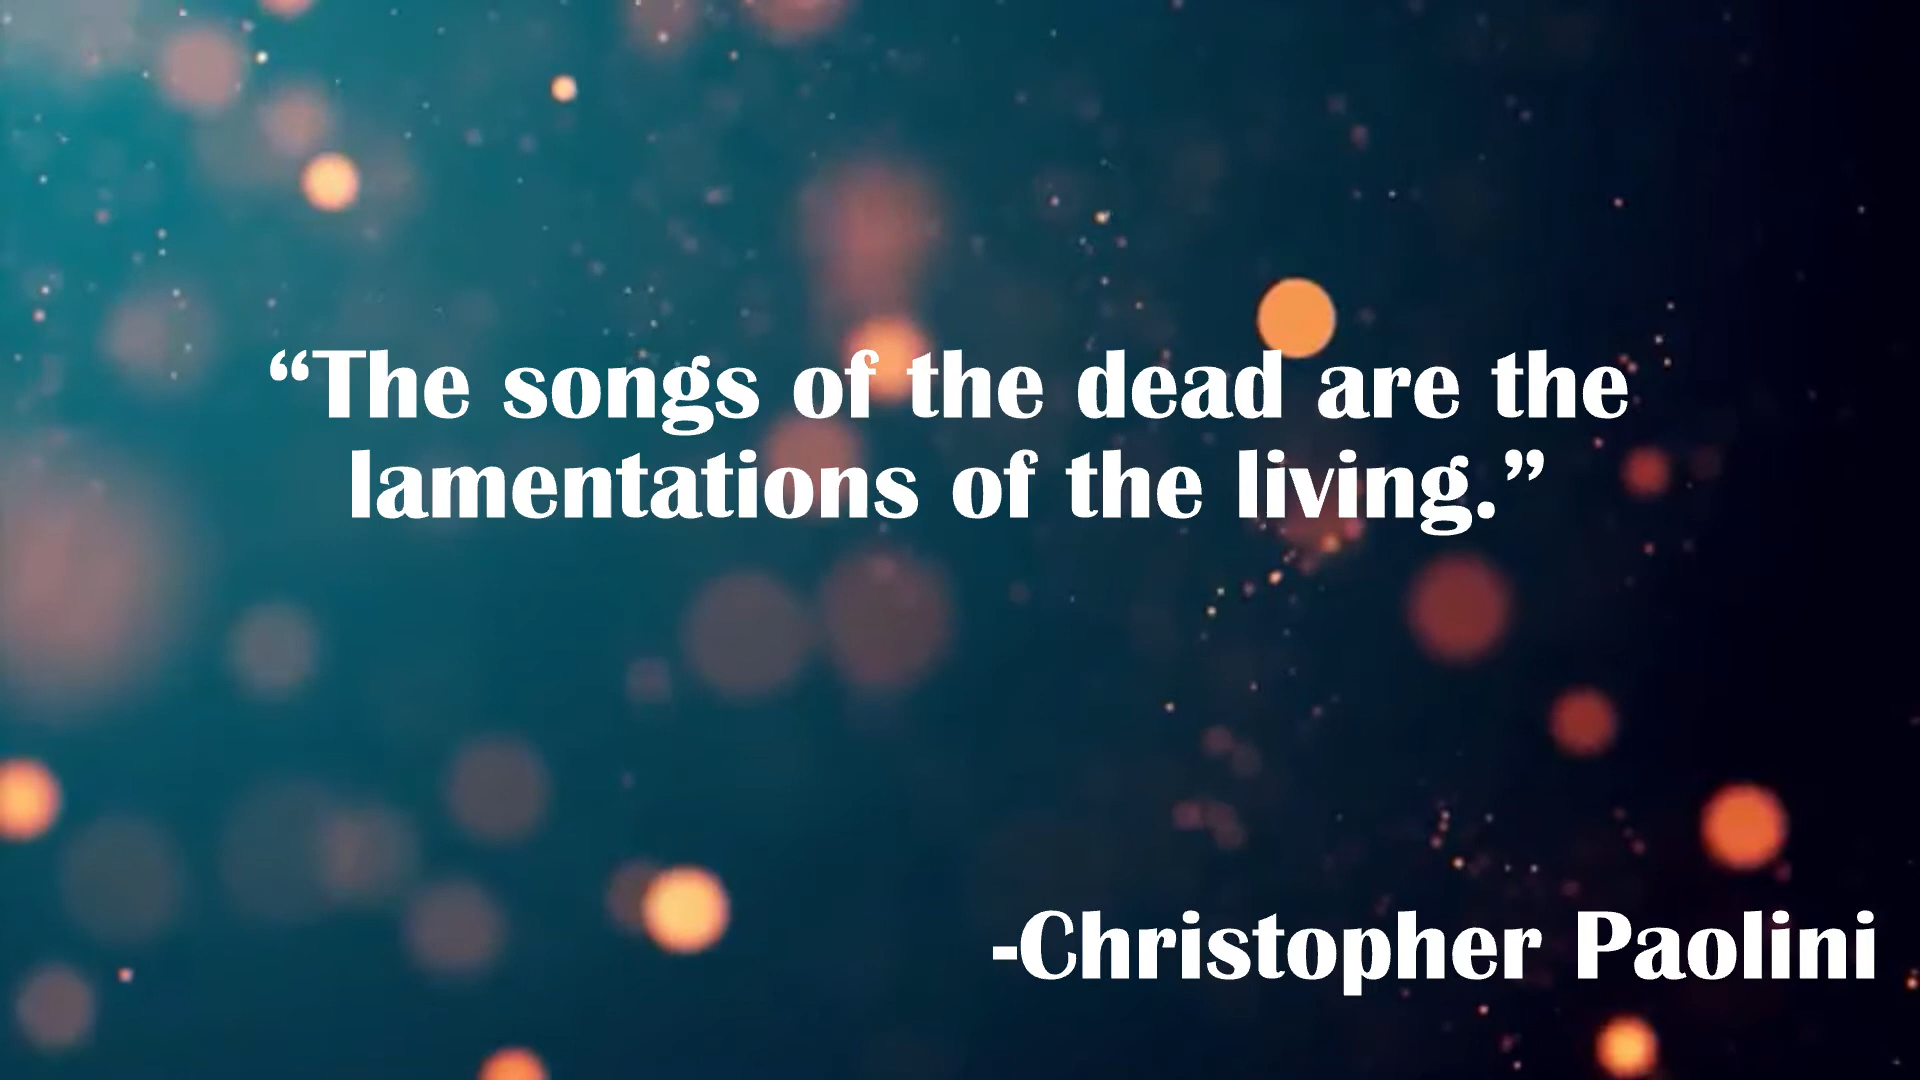 “The songs of the dead are the
lamentations of the living.”
-Christopher Paolini